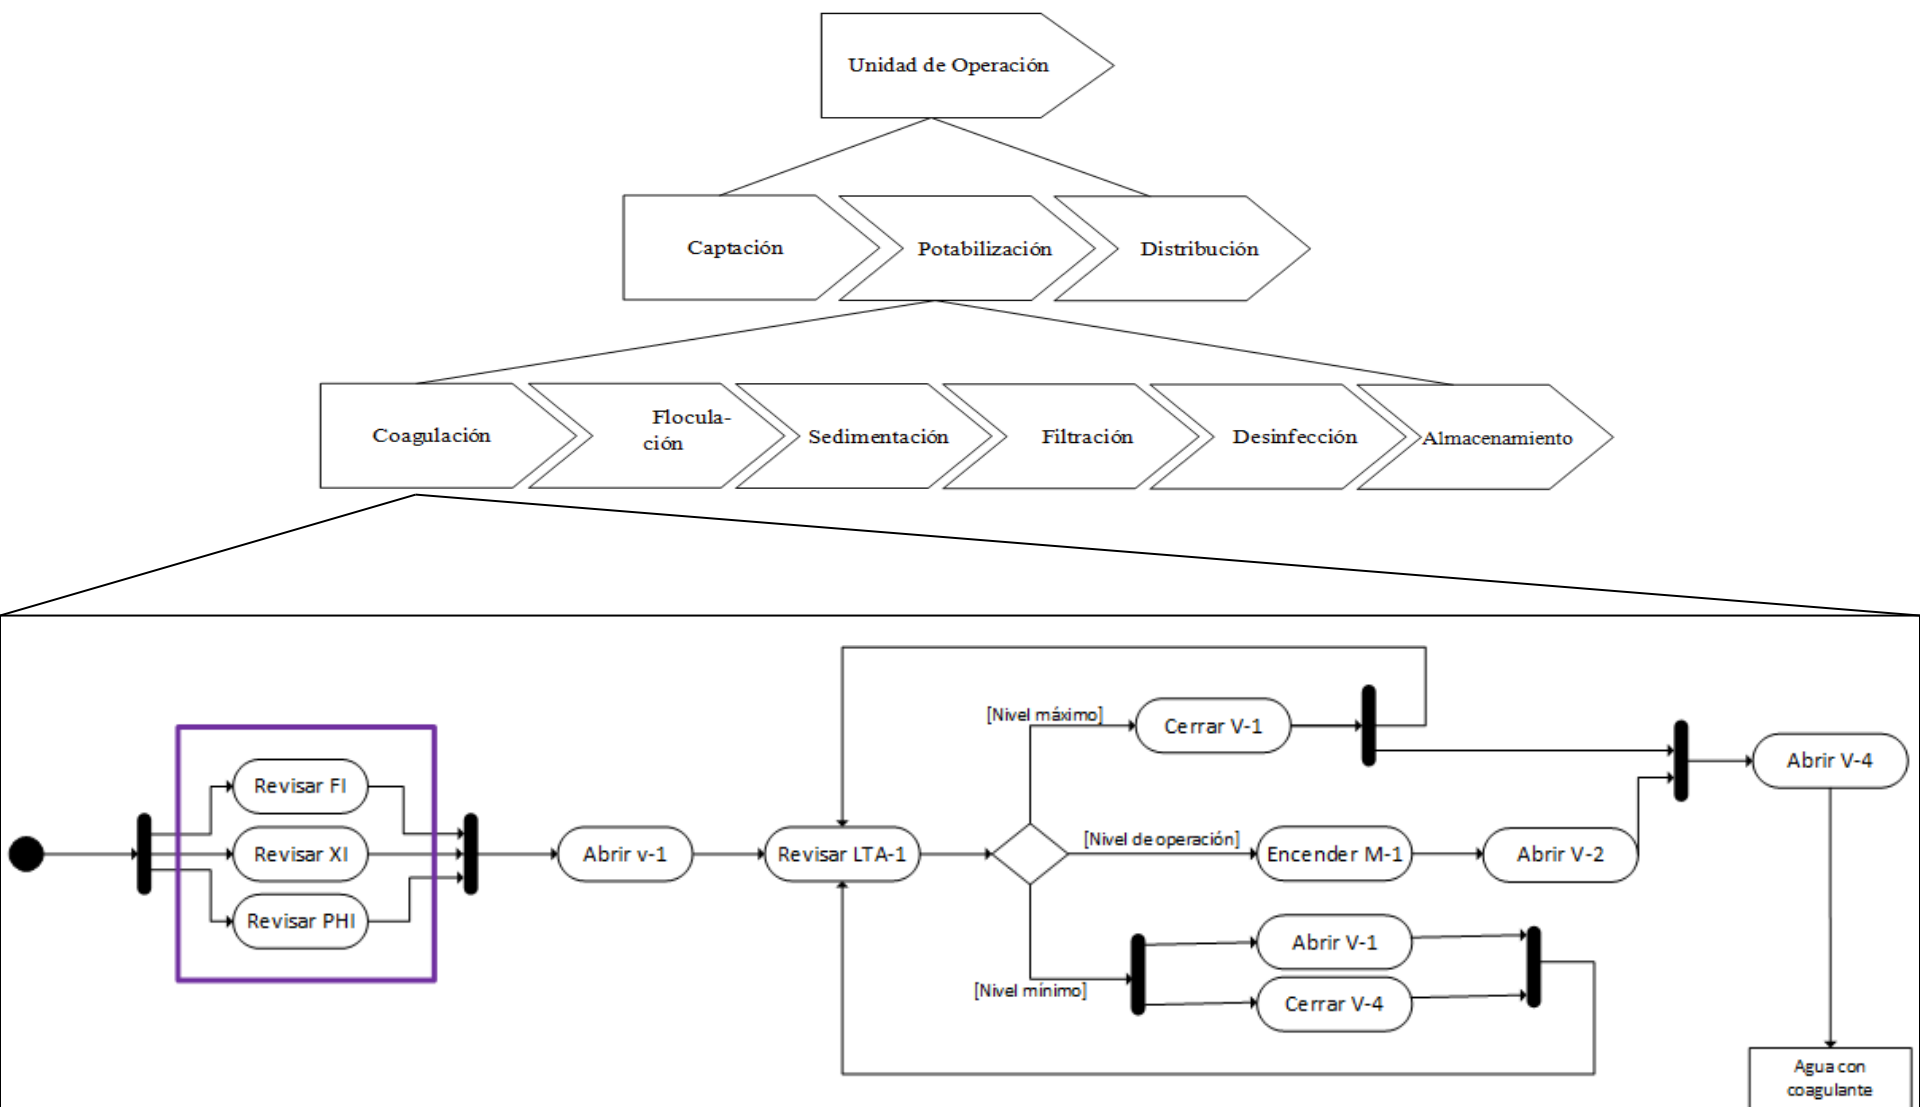 Unidad de Operación
Captación
Potabilización
Distribución
Coagulación
Flocula-
ción
Sedimentación
Filtración
Desinfección
Almacenamiento
[Nivel máximo]
Cerrar V-1
Abrir V-4
Revisar FI
Revisar XI
Revisar PHI
Abrir v-1
Revisar LTA-1
[Nivel de operación]
Encender M-1
Abrir V-2
[Nivel mínimo]
Abrir V-1
Cerrar V-4
Agua con
coagulante